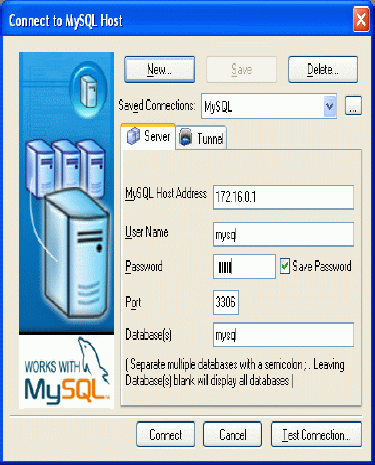 Connect to MySQL Host
New...
Save
Delete...
Saved Connections:
MySQL
...
Server
Tunnel
MySQL Host Address
172.16.0.1
User Name
mysql
Password
Save Password
Port
3306
Database(s)
mysql
( Separate multiple databases with a semicolon ; . Leaving
Database(s) blank will display all databases )
WORKS WITH
MySQL
Connect
Cancel
Test Connection...